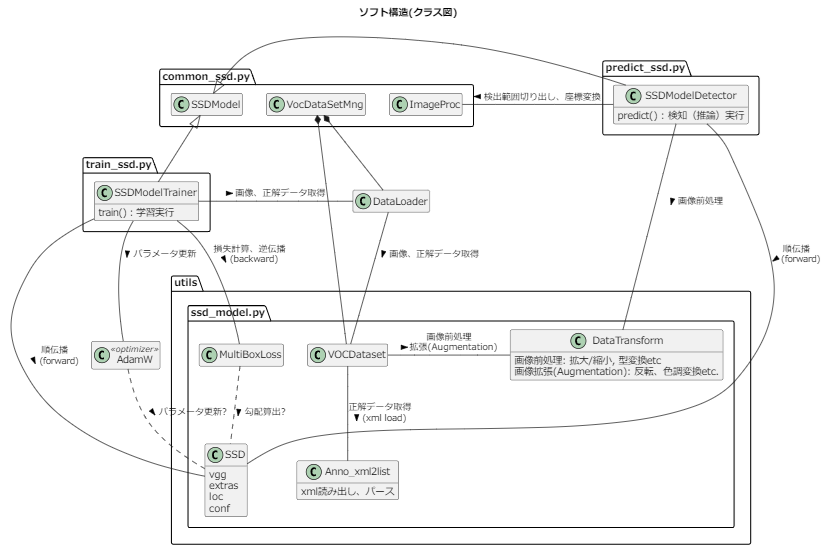 ソフト構造(クラス図)
common_ssd.py
C SSDModel
C VocDataSetMng
C ImageProc
検出範囲切り出し、座標変換
predict_ssd.py
C SSDModelDetector
predict() : 検知（推論）実行
train_ssd.py
C SSDModelTrainer
train() : 学習実行
画像、正解データ取得
C DataLoader
画像前処理
パラメータ更新
損失計算、逆伝播
(backward)
画像、正解データ取得
順伝播
(forward)
utils
ssd_model.py
順伝播
(forward)
C «optimizer»
AdamW
C MultiBoxLoss
C VOCDataset
画像前処理
拡張(Augmentation)
C DataTransform
画像前処理: 拡大/縮小, 型変換etc
画像拡張(Augmentation): 反転、色調変換etc.
パラメータ更新?
勾配算出?
正解データ取得
(xml load)
C SSD
vgg
extras
loc
conf
C Anno_xml2list
xml読み出し、パース